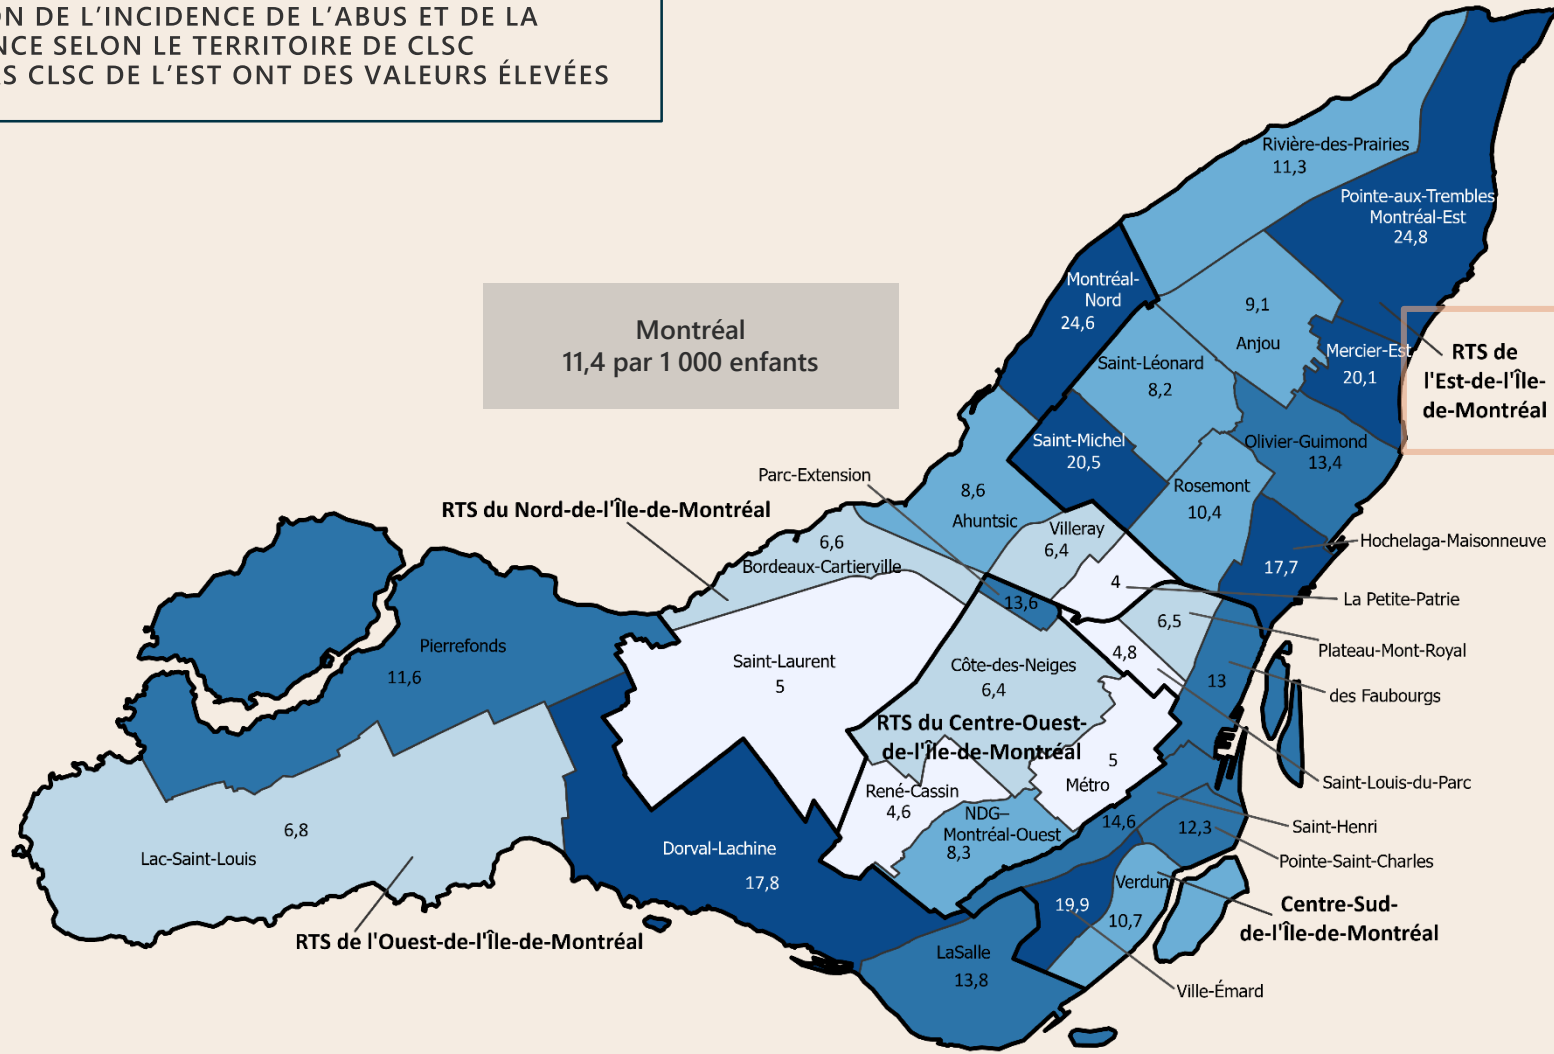 DE L'INCIDENCE DE L'ABUS ET DE LA
SELON LE TERRITOIRE DE CLSC
CLSC DE L'EST ONT DES VALEURS ÉLEVÉES
Rivière-des-Prairies
11,3
Pointe-aux-Trembles
Montréal-Est
24,8
Montréal-
Nord
24,6
Montréal
11,4 par 1 000 enfants
9,1
Anjou
Mercier-Est
20,1
RTS de
l'Est-de-l'Île-
de-Montréal
Saint-Léonard
8,2
Saint-Michel
20,5
Olivier-Guimond
13,4
Parc-Extension
RTS du Nord-de-l'Île-de-Montréal
8,6
Ahuntsic
Rosemont
10,4
Villeray
6,4
6,6
Bordeaux-Cartierville
Hochelaga-Maisonneuve
17,7
4
La Petite-Patrie
13,6
6,5
Plateau-Mont-Royal
4,8
Pierrefonds
11,6
Saint-Laurent
5
Côte-des-Neiges
6,4
13
des Faubourgs
RTS du Centre-Ouest-
de-l'Île-de-Montréal
5
Métro
Saint-Louis-du-Parc
René-Cassin
4,6
NDG–
Montréal-Ouest
8,3
14,6
Saint-Henri
12,3
Pointe-Saint-Charles
6,8
Lac-Saint-Louis
Dorval-Lachine
17,8
Verdun
10,7
19,9
Centre-Sud-
de-l'Île-de-Montréal
RTS de l'Ouest-de-l'Île-de-Montréal
LaSalle
13,8
Ville-Émard